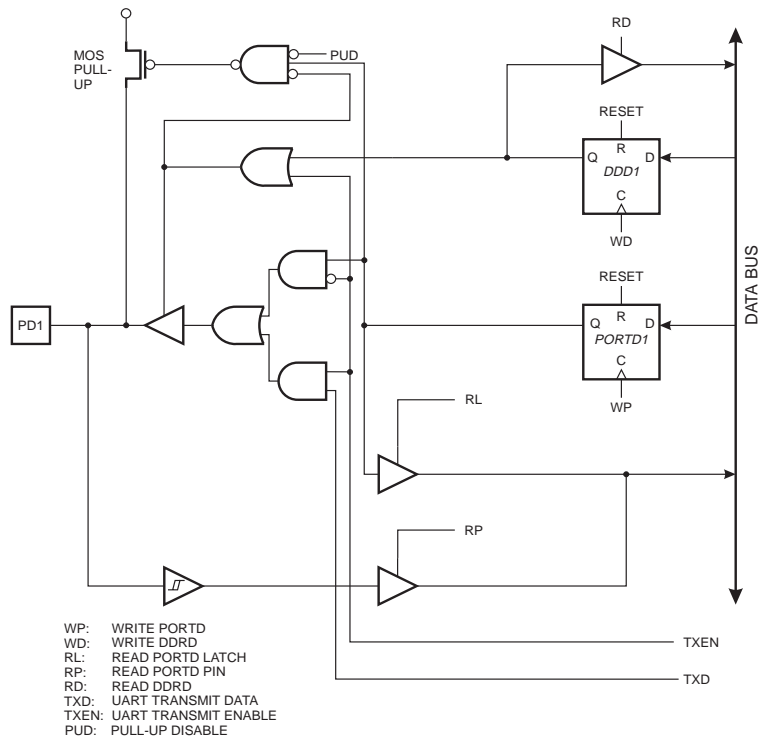 RD
MOS
PULL-
UP
PUD
RESET
R
Q
D
DDD1
C
WD
RESET
R
Q
D
PORTD1
C
WP
DATA BUS
PD1
RL
RP
TXEN
TXD
WP: WRITE PORTD
WD: WRITE DDRD
RL: READ PORTD LATCH
RP: READ PORTD PIN
RD: READ DDRD
TXD: UART TRANSMIT DATA
TXEN: UART TRANSMIT ENABLE
PUD: PULL-UP DISABLE